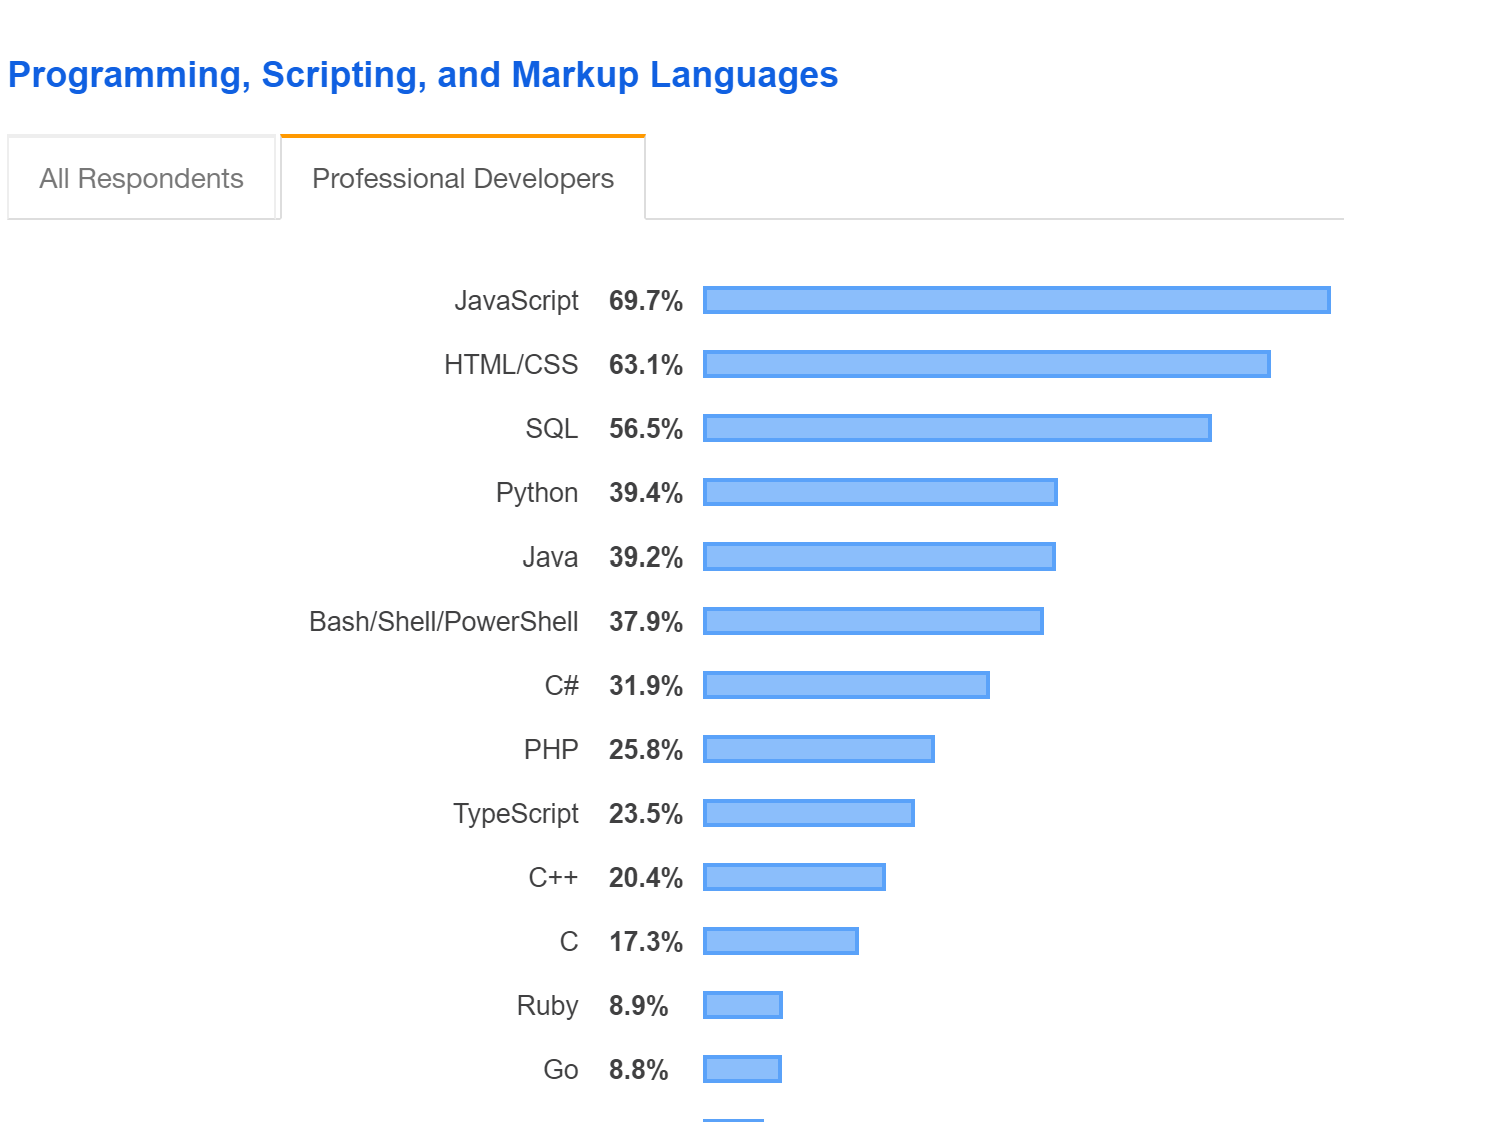 Programming, Scripting, and Markup Languages
All Respondents Professional Developers
JavaScript 69.7%
HTML/CSS 63.1%
SQL 56.5%
Python 39.4%
Java 39.2%
Bash/Shell/PowerShell 37.9%
C# 31.9%
PHP 25.8%
TypeScript 23.5%
C++ 20.4%
C 17.3%
Ruby 8.9%
Go 8.8%